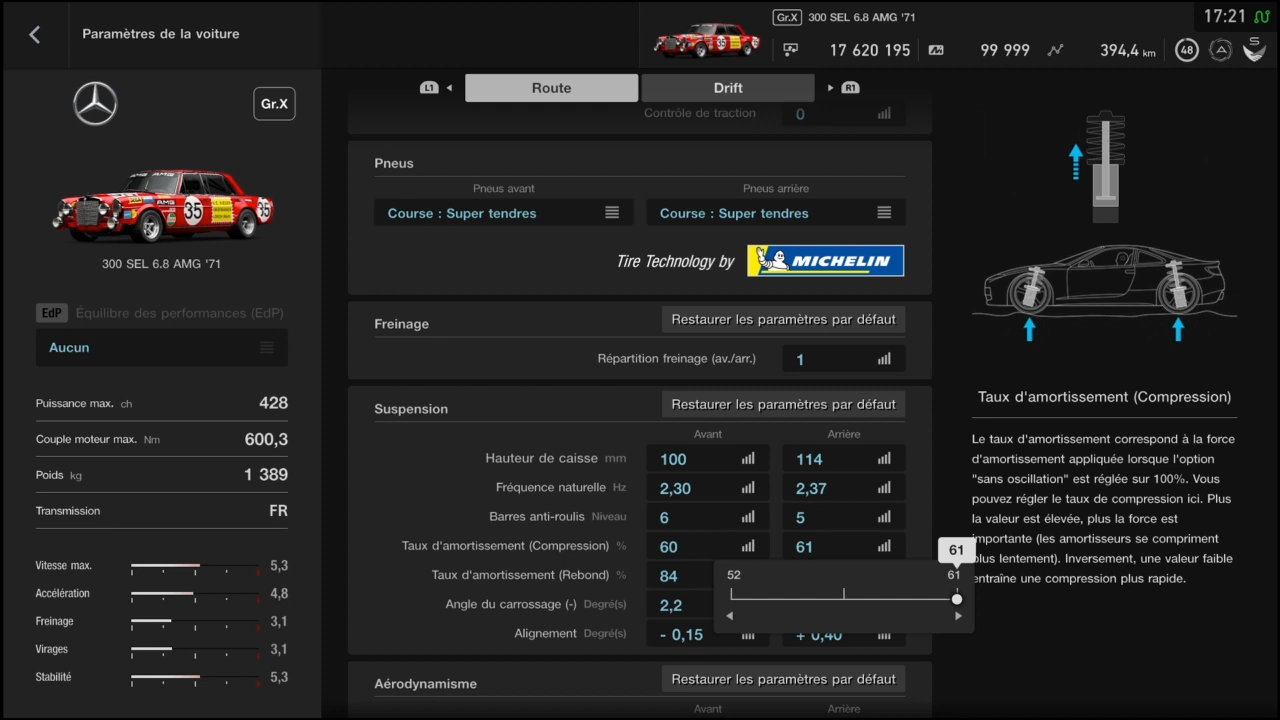 Paramètres de la voiture
Gr.X 300 SEL 6.8 AMG '71
17:21
17 620 195
99 999
394,4 km
48
A
S
Gr.X
300 SEL 6.8 AMG '71
EdP Équilibre des performances (EdP)
Aucun
Puissance max. ch 428
Couple moteur max. Nm 600,3
Poids kg 1 389
Transmission FR
Vitesse max. 5,3
Accélération 4,8
Freinage 3,1
Virages 3,1
Stabilité 5,3
L1 Route Drift R1
Contrôle de traction 0
Pneus
Pneus avant Pneus arrière
Course : Super tendres Course : Super tendres
Tire Technology by MICHELIN
Freinage Restaurer les paramètres par défaut
Répartition freinage (av./arr.) 1
Suspension Restaurer les paramètres par défaut
Avant Arrière
Hauteur de caisse mm 100 114
Fréquence naturelle Hz 2,30 2,37
Barres anti-roulis Niveau 6 5
Taux d'amortissement (Compression) % 60 61
61
Taux d'amortissement (Rebond) % 84
52 61
Angle du carrossage (-) Degré(s) 2,2
Alignement Degré(s) - 0,15 + 0,40
Aérodynamisme Restaurer les paramètres par défaut
Avant Arrière
Taux d'amortissement (Compression)
Le taux d'amortissement correspond à la force
d'amortissement appliquée lorsque l'option
"sans oscillation" est réglée sur 100%. Vous
pouvez régler le taux de compression ici. Plus
la valeur est élevée, plus la force est
importante (les amortisseurs se compriment
plus lentement). Inversement, une valeur faible
entraîne une compression plus rapide.